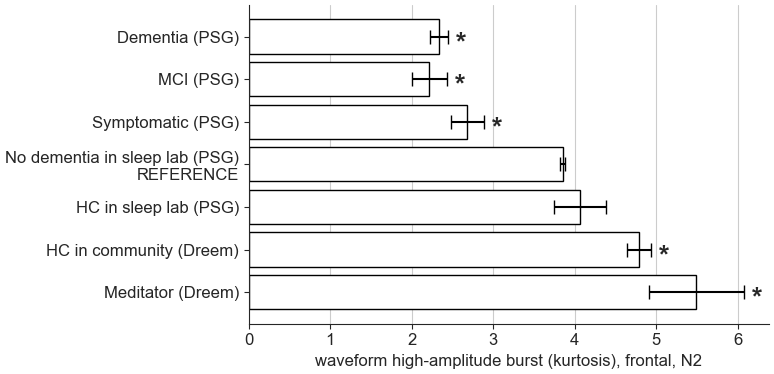 Dementia (PSG)
*
MCI (PSG)
*
Symptomatic (PSG)
*
No dementia in sleep lab (PSG)
REFERENCE
HC in sleep lab (PSG)
HC in community (Dreem)
*
Meditator (Dreem)
*
0 1 2 3 4 5 6
waveform high-amplitude burst (kurtosis), frontal, N2